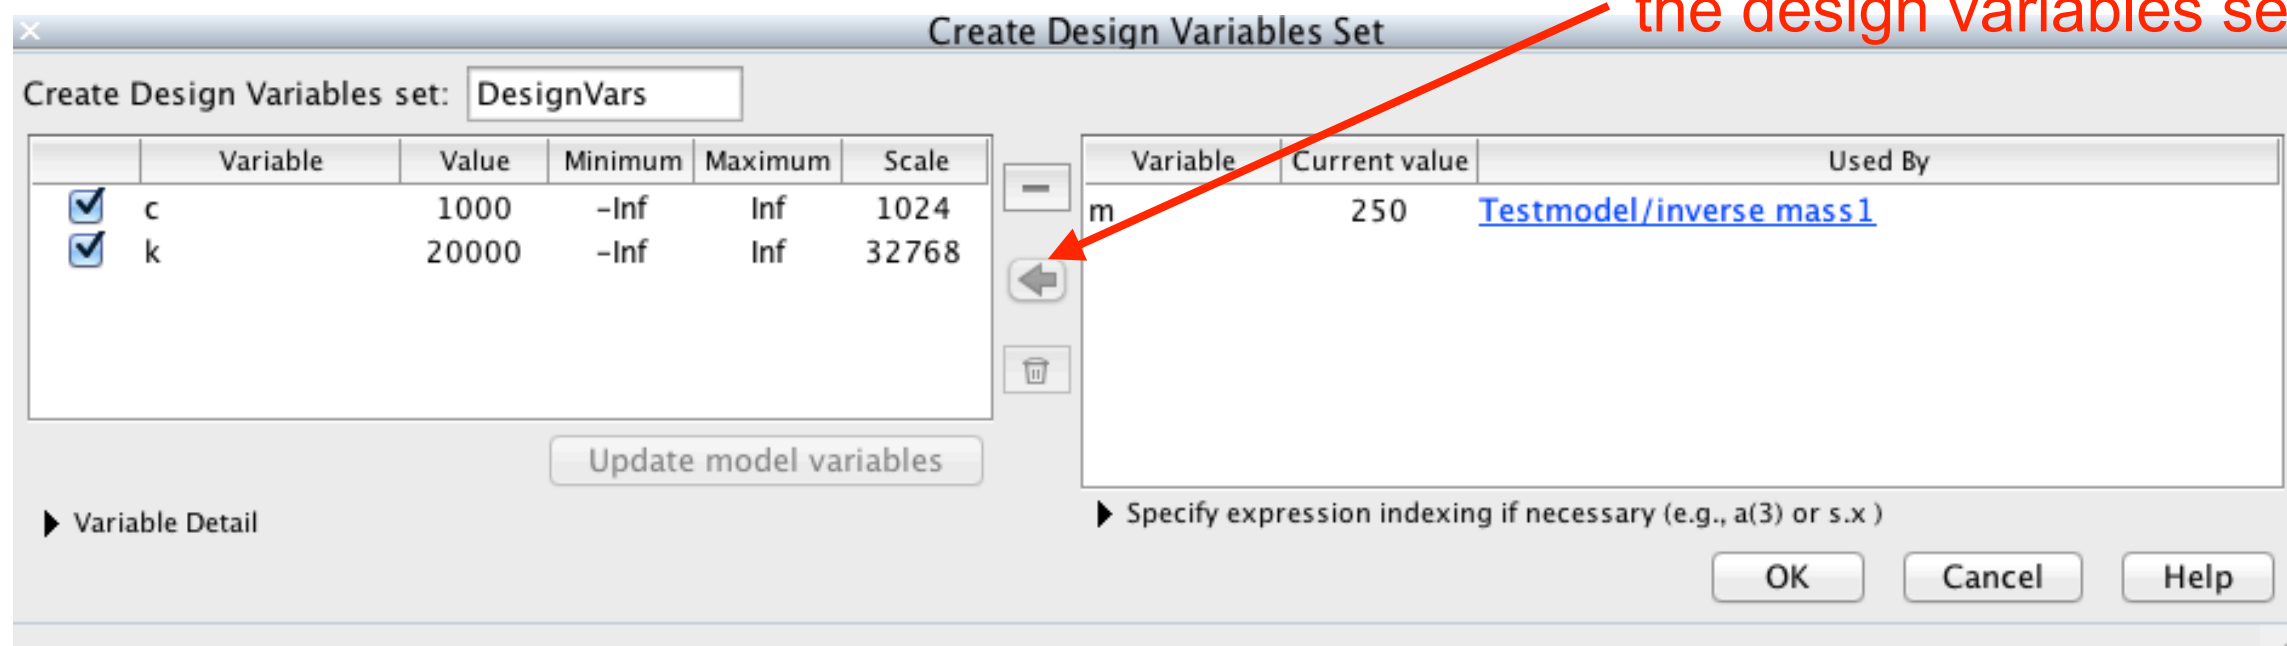 the design variables se
Create Design Variables Set
Create Design Variables set: DesignVars
Variable Value Minimum Maximum Scale
c 1000 -Inf Inf 1024
k 20000 -Inf Inf 32768
Update model variables
Variable Detail
Variable Current value Used By
m 250 Testmodel/inverse mass1
Specify expression indexing if necessary (e.g., a(3) or s.x )
OK Cancel Help